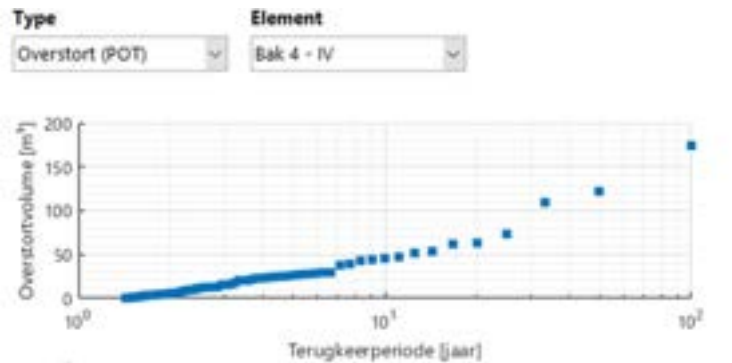 Type Element
Overstort (POT) Bak 4 - IV
Overstortvolume [m³]
200
150
100
50
0
10⁰ 10¹ 10²
Terugkeerperiode [jaar]